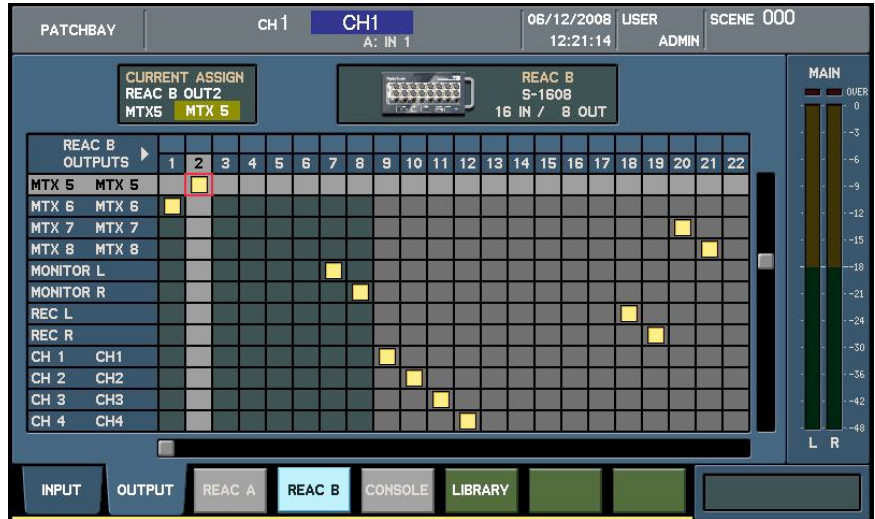 PATCHBAY
CH1 CH1
A: IN 1
06/12/2008 USER SCENE 000
12:21:14 ADMIN
CURRENT ASSIGN
REAC B OUT2
MTX5 MTX 5
REAC B
S-1608
16 IN / 8 OUT
MAIN
OVER
0
-3
-6
-9
-12
-15
-18
-21
-24
-30
-36
-42
-48
L R
REAC B
OUTPUTS 1 2 3 4 5 6 7 8 9 10 11 12 13 14 15 16 17 18 19 20 21 22
MTX 5 MTX 5
MTX 6 MTX 6
MTX 7 MTX 7
MTX 8 MTX 8
MONITOR L
MONITOR R
REC L
REC R
CH 1 CH1
CH 2 CH2
CH 3 CH3
CH 4 CH4
INPUT OUTPUT REAC A REAC B CONSOLE LIBRARY